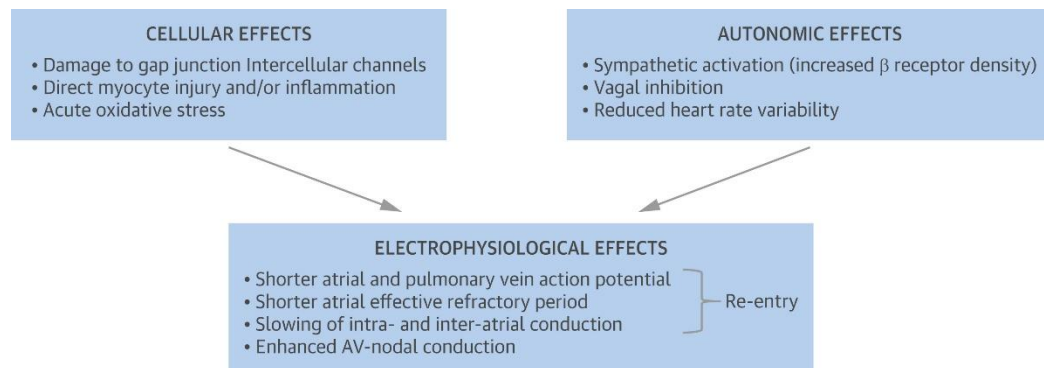 CELLULAR EFFECTS
• Damage to gap junction Intercellular channels
• Direct myocyte injury and/or inflammation
• Acute oxidative stress
AUTONOMIC EFFECTS
• Sympathetic activation (increased β receptor density)
• Vagal inhibition
• Reduced heart rate variability
ELECTROPHYSIOLOGICAL EFFECTS
• Shorter atrial and pulmonary vein action potential
• Shorter atrial effective refractory period
• Slowing of intra- and inter-atrial conduction
• Enhanced AV-nodal conduction
Re-entry